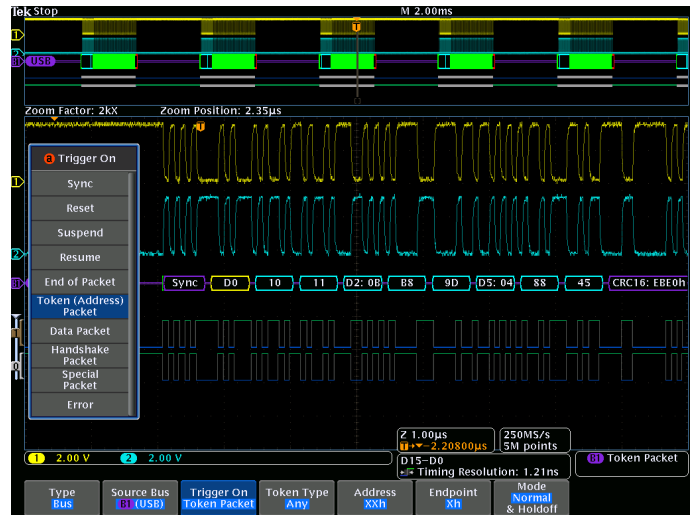 Tek Stop
M 2.00ms
1
2
B1 USB
T
Zoom Factor: 2kX
Zoom Position: 2.35µs
T
a Trigger On
Sync
Reset
Suspend
Resume
End of Packet
Token (Address)
Packet
Data Packet
Handshake
Packet
Special
Packet
Error
1
2
B1
Sync D0 10 11 D2: 0B B8 9D D5: 04 88 45 CRC16: EBE0h
Z 1.00µs
T→▼−2.20800µs
250MS/s
5M points
1 2.00 V
2 2.00 V
D15−D0
Timing Resolution: 1.21ns
B1 Token Packet
Type
Bus
Source Bus
B1 (USB)
Trigger On
Token Packet
Token Type
Any
Address
XXh
Endpoint
Xh
Mode
Normal
& Holdoff